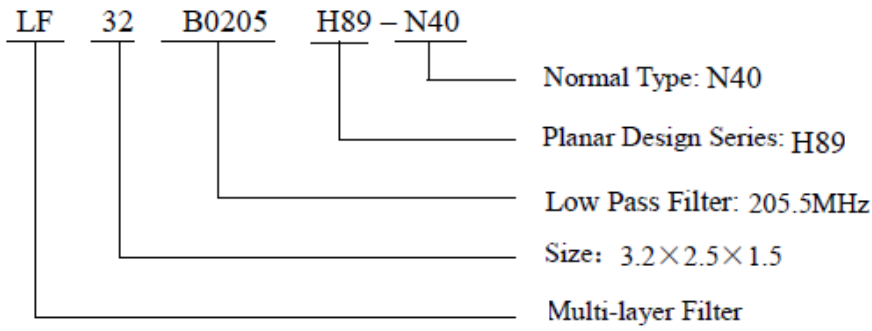 LF 32 B0205 H89 – N40
Normal Type: N40
Planar Design Series: H89
Low Pass Filter: 205.5MHz
Size：3.2×2.5×1.5
Multi-layer Filter